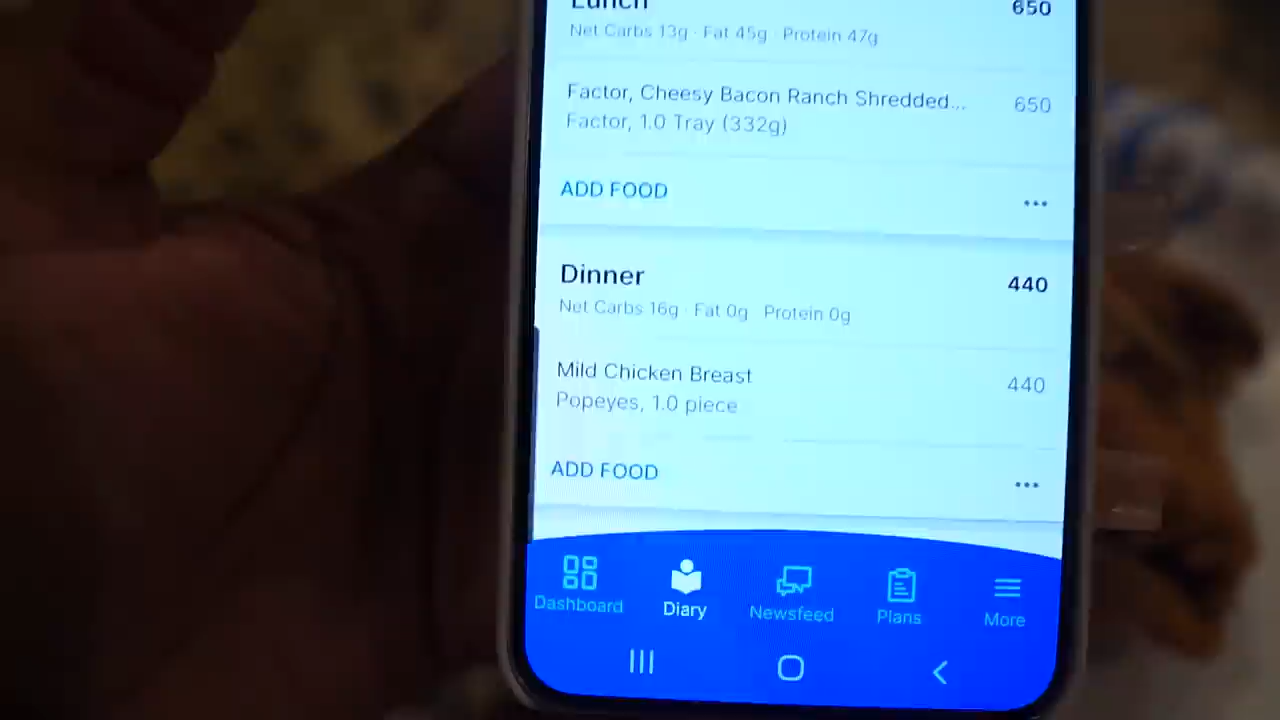 Lunch 650
Net Carbs 13g · Fat 45g · Protein 47g
Factor, Cheesy Bacon Ranch Shredded... 650
Factor, 1.0 Tray (332g)
ADD FOOD ...
Dinner 440
Net Carbs 16g · Fat 0g · Protein 0g
Mild Chicken Breast 440
Popeyes, 1.0 piece
ADD FOOD ...
Dashboard Diary Newsfeed Plans More